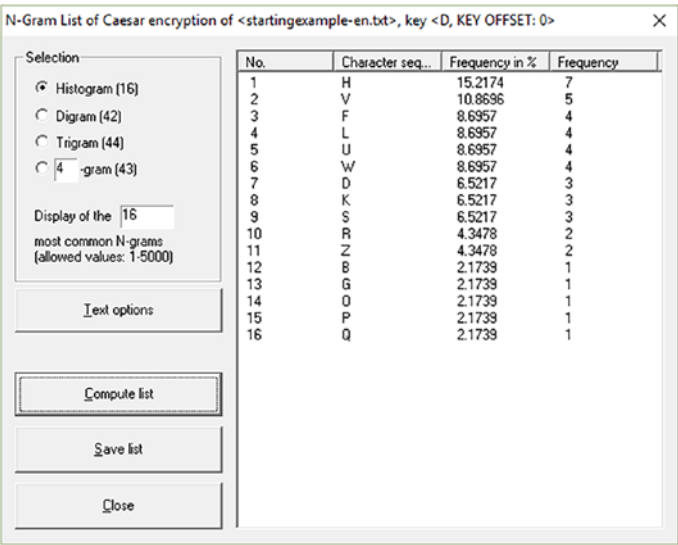 N-Gram List of Caesar encryption of <startingexample-en.txt>, key <D, KEY OFFSET: 0>
Selection
Histogram (16)
Digram (42)
Trigram (44)
4 -gram (43)
Display of the 16
most common N-grams
(allowed values: 1-5000)
Text options
Compute list
Save list
Close
No. Character seq... Frequency in % Frequency
1 H 15.2174 7
2 V 10.8696 5
3 F 8.6957 4
4 L 8.6957 4
5 U 8.6957 4
6 W 8.6957 4
7 D 6.5217 3
8 K 6.5217 3
9 S 6.5217 3
10 R 4.3478 2
11 Z 4.3478 2
12 B 2.1739 1
13 G 2.1739 1
14 O 2.1739 1
15 P 2.1739 1
16 Q 2.1739 1